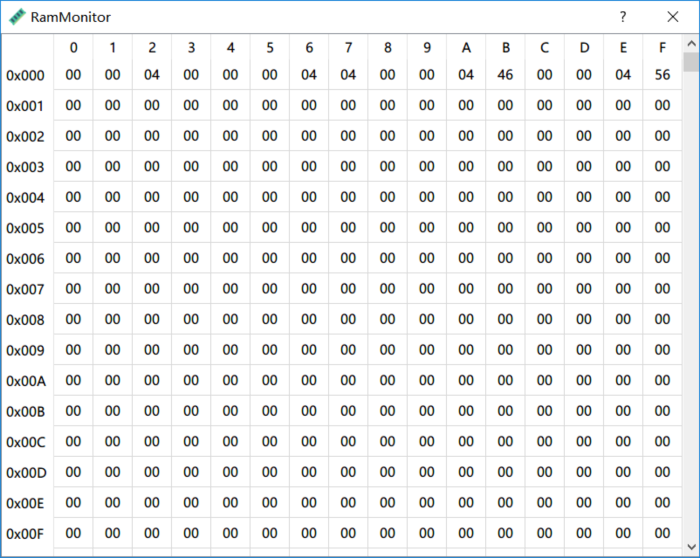 RamMonitor ?
0 1 2 3 4 5 6 7 8 9 A B C D E F
0x000 00 00 04 00 00 00 04 04 00 00 04 46 00 00 04 56
0x001 00 00 00 00 00 00 00 00 00 00 00 00 00 00 00 00
0x002 00 00 00 00 00 00 00 00 00 00 00 00 00 00 00 00
0x003 00 00 00 00 00 00 00 00 00 00 00 00 00 00 00 00
0x004 00 00 00 00 00 00 00 00 00 00 00 00 00 00 00 00
0x005 00 00 00 00 00 00 00 00 00 00 00 00 00 00 00 00
0x006 00 00 00 00 00 00 00 00 00 00 00 00 00 00 00 00
0x007 00 00 00 00 00 00 00 00 00 00 00 00 00 00 00 00
0x008 00 00 00 00 00 00 00 00 00 00 00 00 00 00 00 00
0x009 00 00 00 00 00 00 00 00 00 00 00 00 00 00 00 00
0x00A 00 00 00 00 00 00 00 00 00 00 00 00 00 00 00 00
0x00B 00 00 00 00 00 00 00 00 00 00 00 00 00 00 00 00
0x00C 00 00 00 00 00 00 00 00 00 00 00 00 00 00 00 00
0x00D 00 00 00 00 00 00 00 00 00 00 00 00 00 00 00 00
0x00E 00 00 00 00 00 00 00 00 00 00 00 00 00 00 00 00
0x00F 00 00 00 00 00 00 00 00 00 00 00 00 00 00 00 00